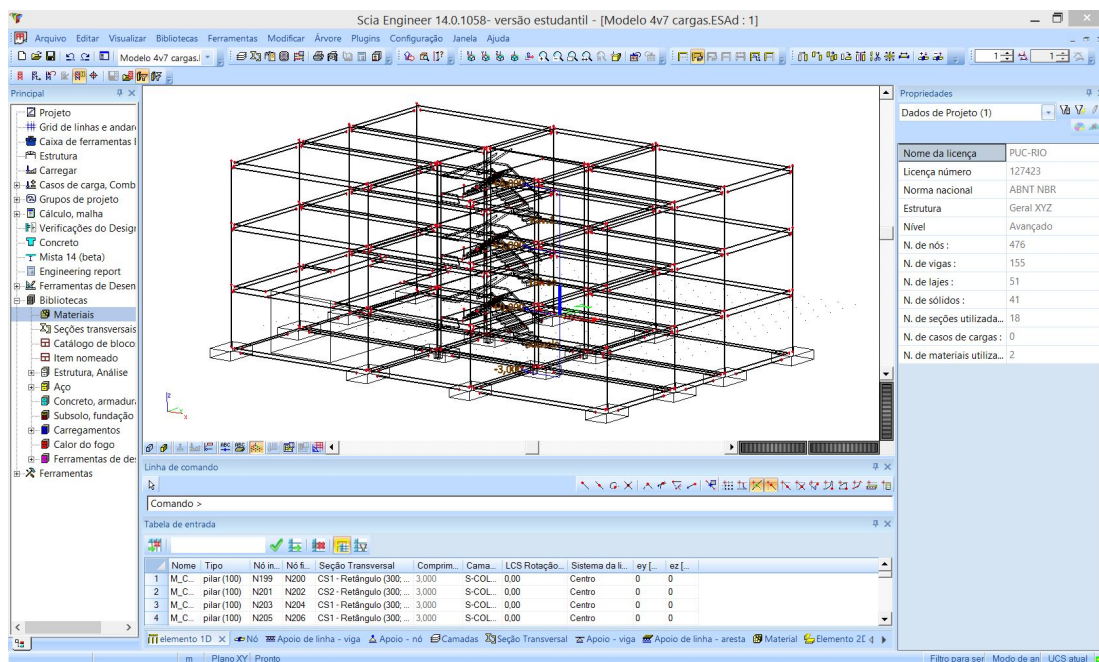 Scia Engineer 14.0.1058- versão estudantil - [Modelo 4v7 cargas.ESAd : 1]
Arquivo Editar Visualizar Bibliotecas Ferramentas Modificar Árvore Plugins Configuração Janela Ajuda
Modelo 4v7 cargas.
1
1
Principal
Projeto
Grid de linhas e andar
Caixa de ferramentas
Estrutura
Carregar
Casos de carga, Comb
Grupos de projeto
Cálculo, malha
Verificações do Design
Concreto
Mista 14 (beta)
Engineering report
Ferramentas de Desen
Bibliotecas
Materiais
Seções transversais
Catálogo de bloco
Item nomeado
Estrutura, Análise
Aço
Concreto, armadur
Subsolo, fundação
Carregamentos
Calor do fogo
Ferramentas de de
Ferramentas
-3,000
z
x
Linha de comando
Comando >
Tabela de entrada
Nome Tipo Nó in... Nó fi... Seção Transversal Comprim... Cama... LCS Rotação... Sistema da li... ey [... ez [...
1 M_C... pilar (100) N199 N200 CS1 - Retângulo (300; ... 3,000 S-COL... 0,00 Centro 0 0
2 M_C... pilar (100) N201 N202 CS2 - Retângulo (300; ... 3,000 S-COL... 0,00 Centro 0 0
3 M_C... pilar (100) N203 N204 CS1 - Retângulo (300; ... 3,000 S-COL... 0,00 Centro 0 0
4 M_C... pilar (100) N205 N206 CS1 - Retângulo (300; ... 3,000 S-COL... 0,00 Centro 0 0
elemento 1D Nó Apoio de linha - viga Apoio - nó Camadas Seção Transversal Apoio - viga Apoio de linha - aresta Material Elemento 2D
Propriedades
Dados de Projeto (1)
Nome da licença PUC-RIO
Licença número 127423
Norma nacional ABNT NBR
Estrutura Geral XYZ
Nível Avançado
N. de nós : 476
N. de vigas : 155
N. de lajes : 51
N. de sólidos : 41
N. de seções utilizada... 18
N. de casos de cargas : 0
N. de materiais utiliza... 2
m Plano XY Pronto Filtro para ser Modo de an UCS atual